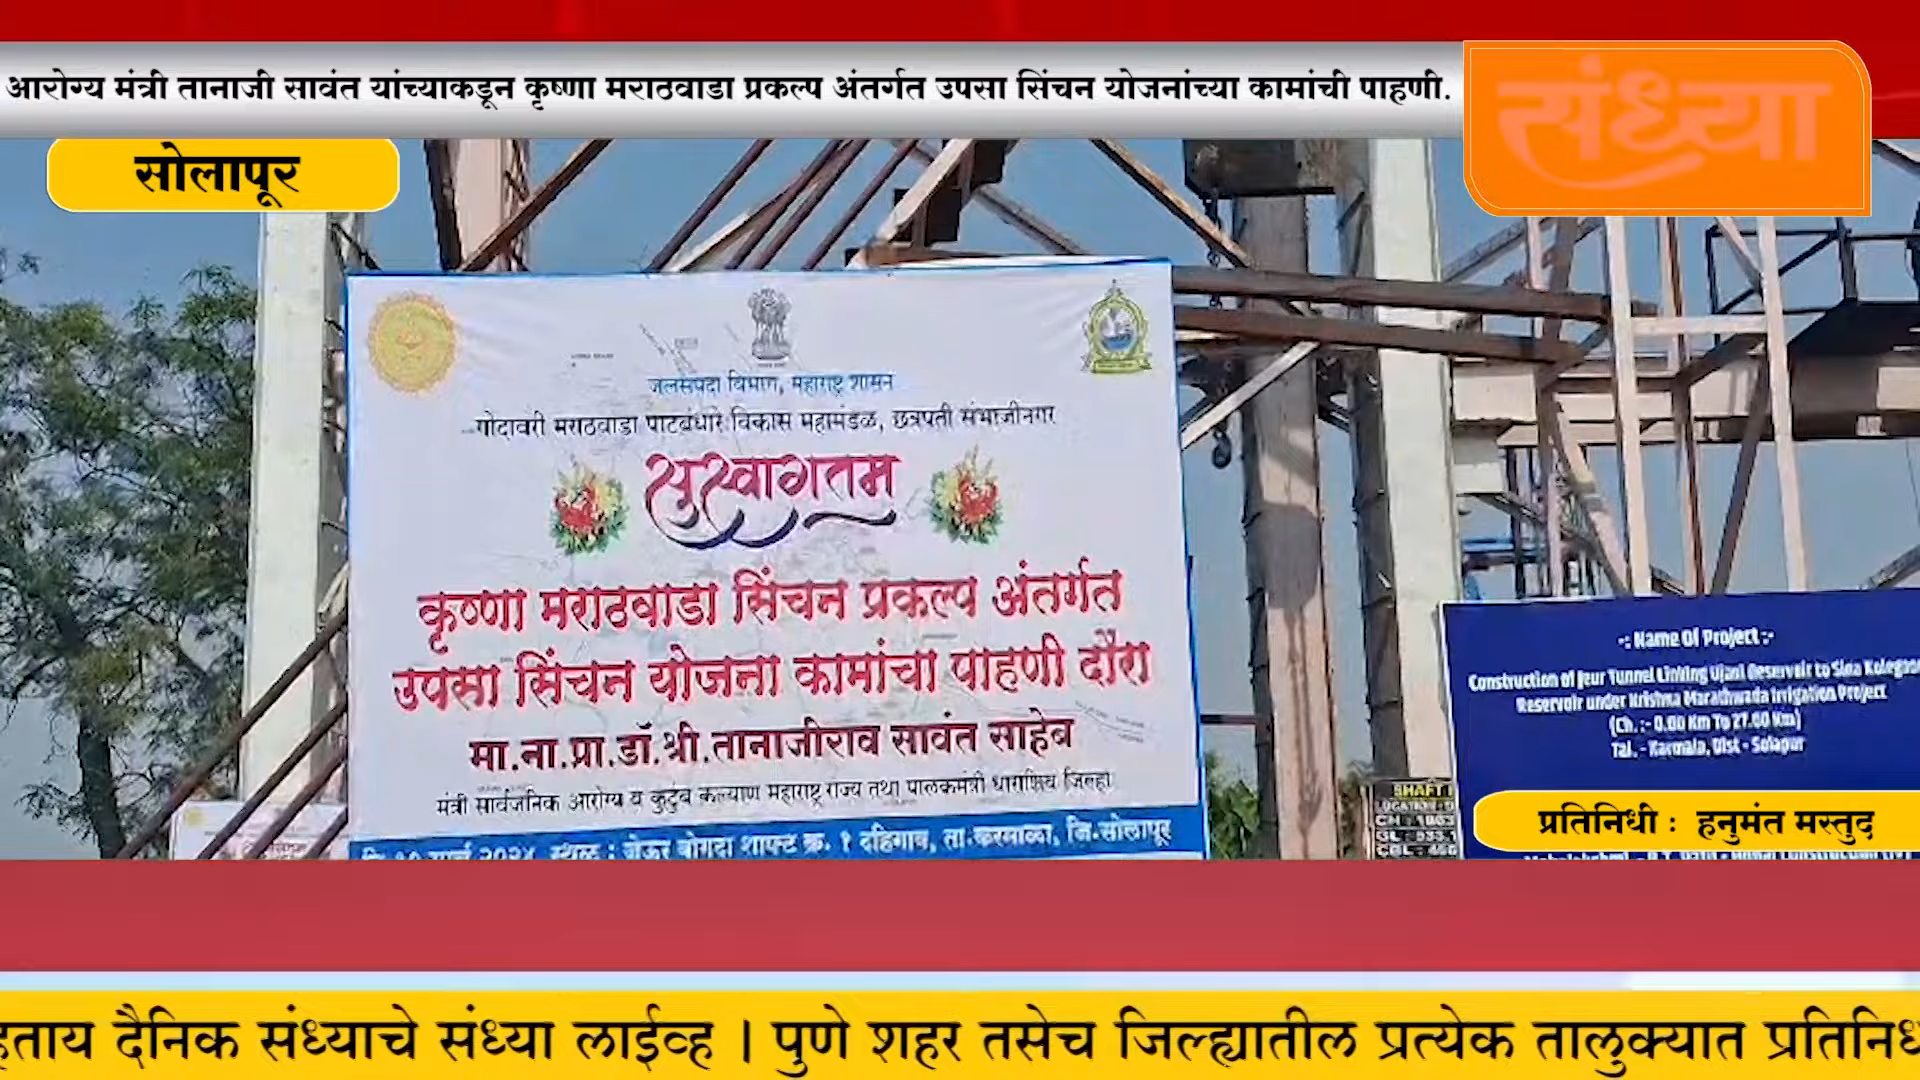 आरोग्य मंत्री तानाजी सावंत यांच्याकडून कृष्णा मराठवाडा प्रकल्प अंतर्गत उपसा सिंचन योजनांच्या कामांची पाहणी.
संध्या
सोलापूर
जलसंपदा विभाग, महाराष्ट्र शासन
गोदावरी मराठवाडा पाटबंधारे विकास महामंडळ, छत्रपती संभाजीनगर
सुस्वागतम
कृष्णा मराठवाडा सिंचन प्रकल्प अंतर्गत
उपसा सिंचन योजना कामांचा पाहणी दौरा
मा.ना.प्रा.डॉ.श्री.तानाजीराव सावंत साहेब
मंत्री सार्वजनिक आरोग्य व कुटुंब कल्याण महाराष्ट्र राज्य तथा पालकमंत्री धाराशिव जिल्हा
स्थळ : जेऊर बोगदा शाफ्ट क्र. १ दहिगाव, ता.करमाळा, जि.सोलापूर
-: Name Of Project :-
Construction of Jeur Tunnel Linking Ujani Reservoir to Sina Kolegaon
Reservoir under Krishna Marathwada Irrigation Project
(Ch. :- 0.00 Km To 27.00 Km)
Tal. - Karmala, Dist - Solapur
SHAFT
LOCATION
प्रतिनिधी : हनुमंत मस्तुद
हताय दैनिक संध्याचे संध्या लाईव्ह । पुणे शहर तसेच जिल्ह्यातील प्रत्येक तालुक्यात प्रतिनिध